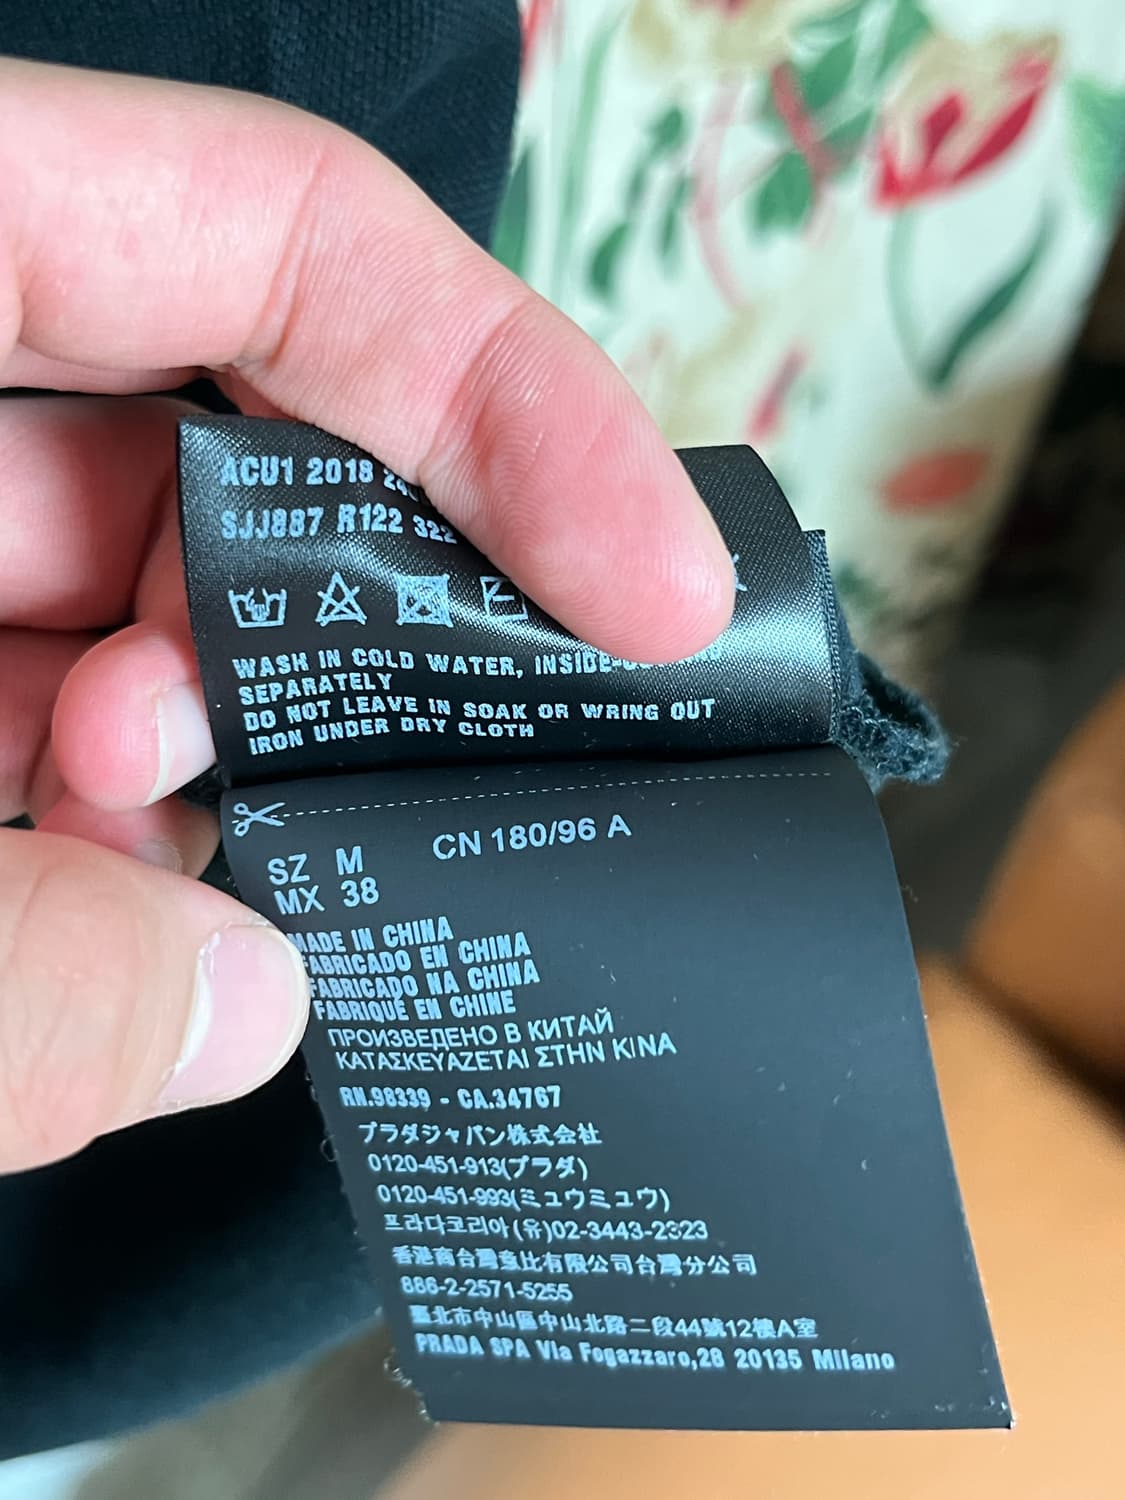 ACU1 2018
SJJ887 R122 322
WASH IN COLD WATER,
SEPARATELY
DO NOT LEAVE IN SOAK OR WRING OUT
IRON UNDER DRY CLOTH
SZ M CN 180/96 A
MX 38
MADE IN CHINA
FABRICADO EN CHINA
FABRICADO NA CHINA
FABRIQUÉ EN CHINE
ПРОИЗВЕДЕНО В КИТАЙ
ΚΑΤΑΣΚΕΥΑΖΕΤΑΙ ΣΤΗΝ ΚΙΝΑ
RN.98339 - CA.34767
プラダジャパン株式会社
0120-451-913(プラダ)
0120-451-993(ミュウミュウ)
프라다코리아(유)02-3443-2323
香港商台灣 比有限公司台灣分公司
886-2-2571-5255
臺北市中山區中山北路二段44號12樓A室
PRADA SPA Via Fogazzaro,28 20135 Milano